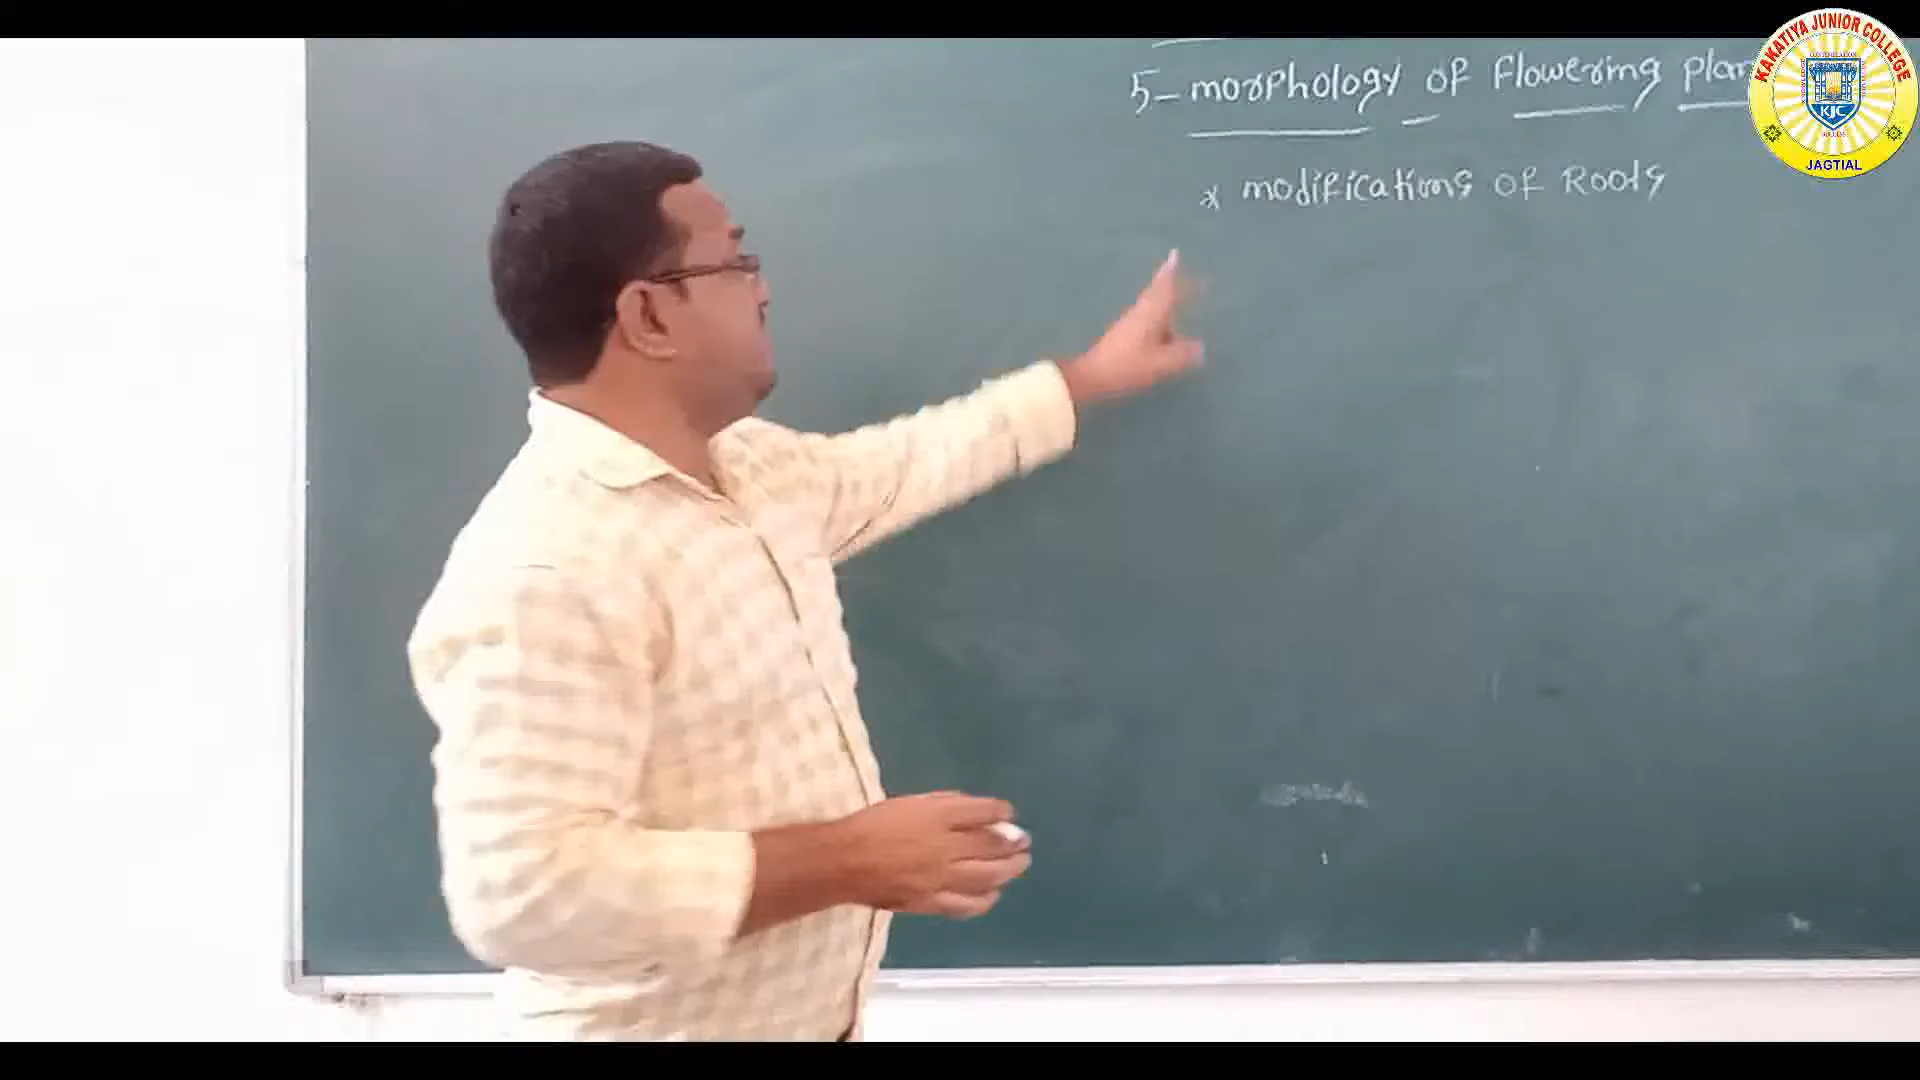 5- morphology of flowering plan
* modifications of Roots
KAKATIYA JUNIOR COLLEGE
KJC
JAGTIAL